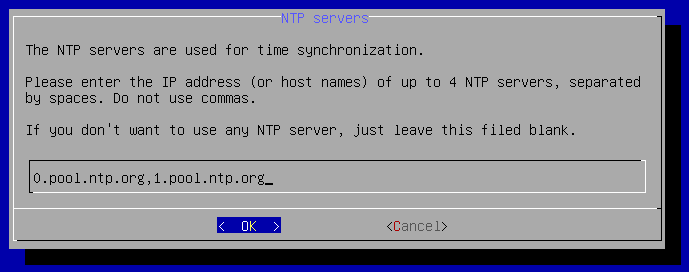 NTP servers
The NTP servers are used for time synchronization.
Please enter the IP address (or host names) of up to 4 NTP servers, separated
by spaces. Do not use commas.
If you don't want to use any NTP server, just leave this filed blank.
0.pool.ntp.org,1.pool.ntp.org_
< OK > <Cancel>